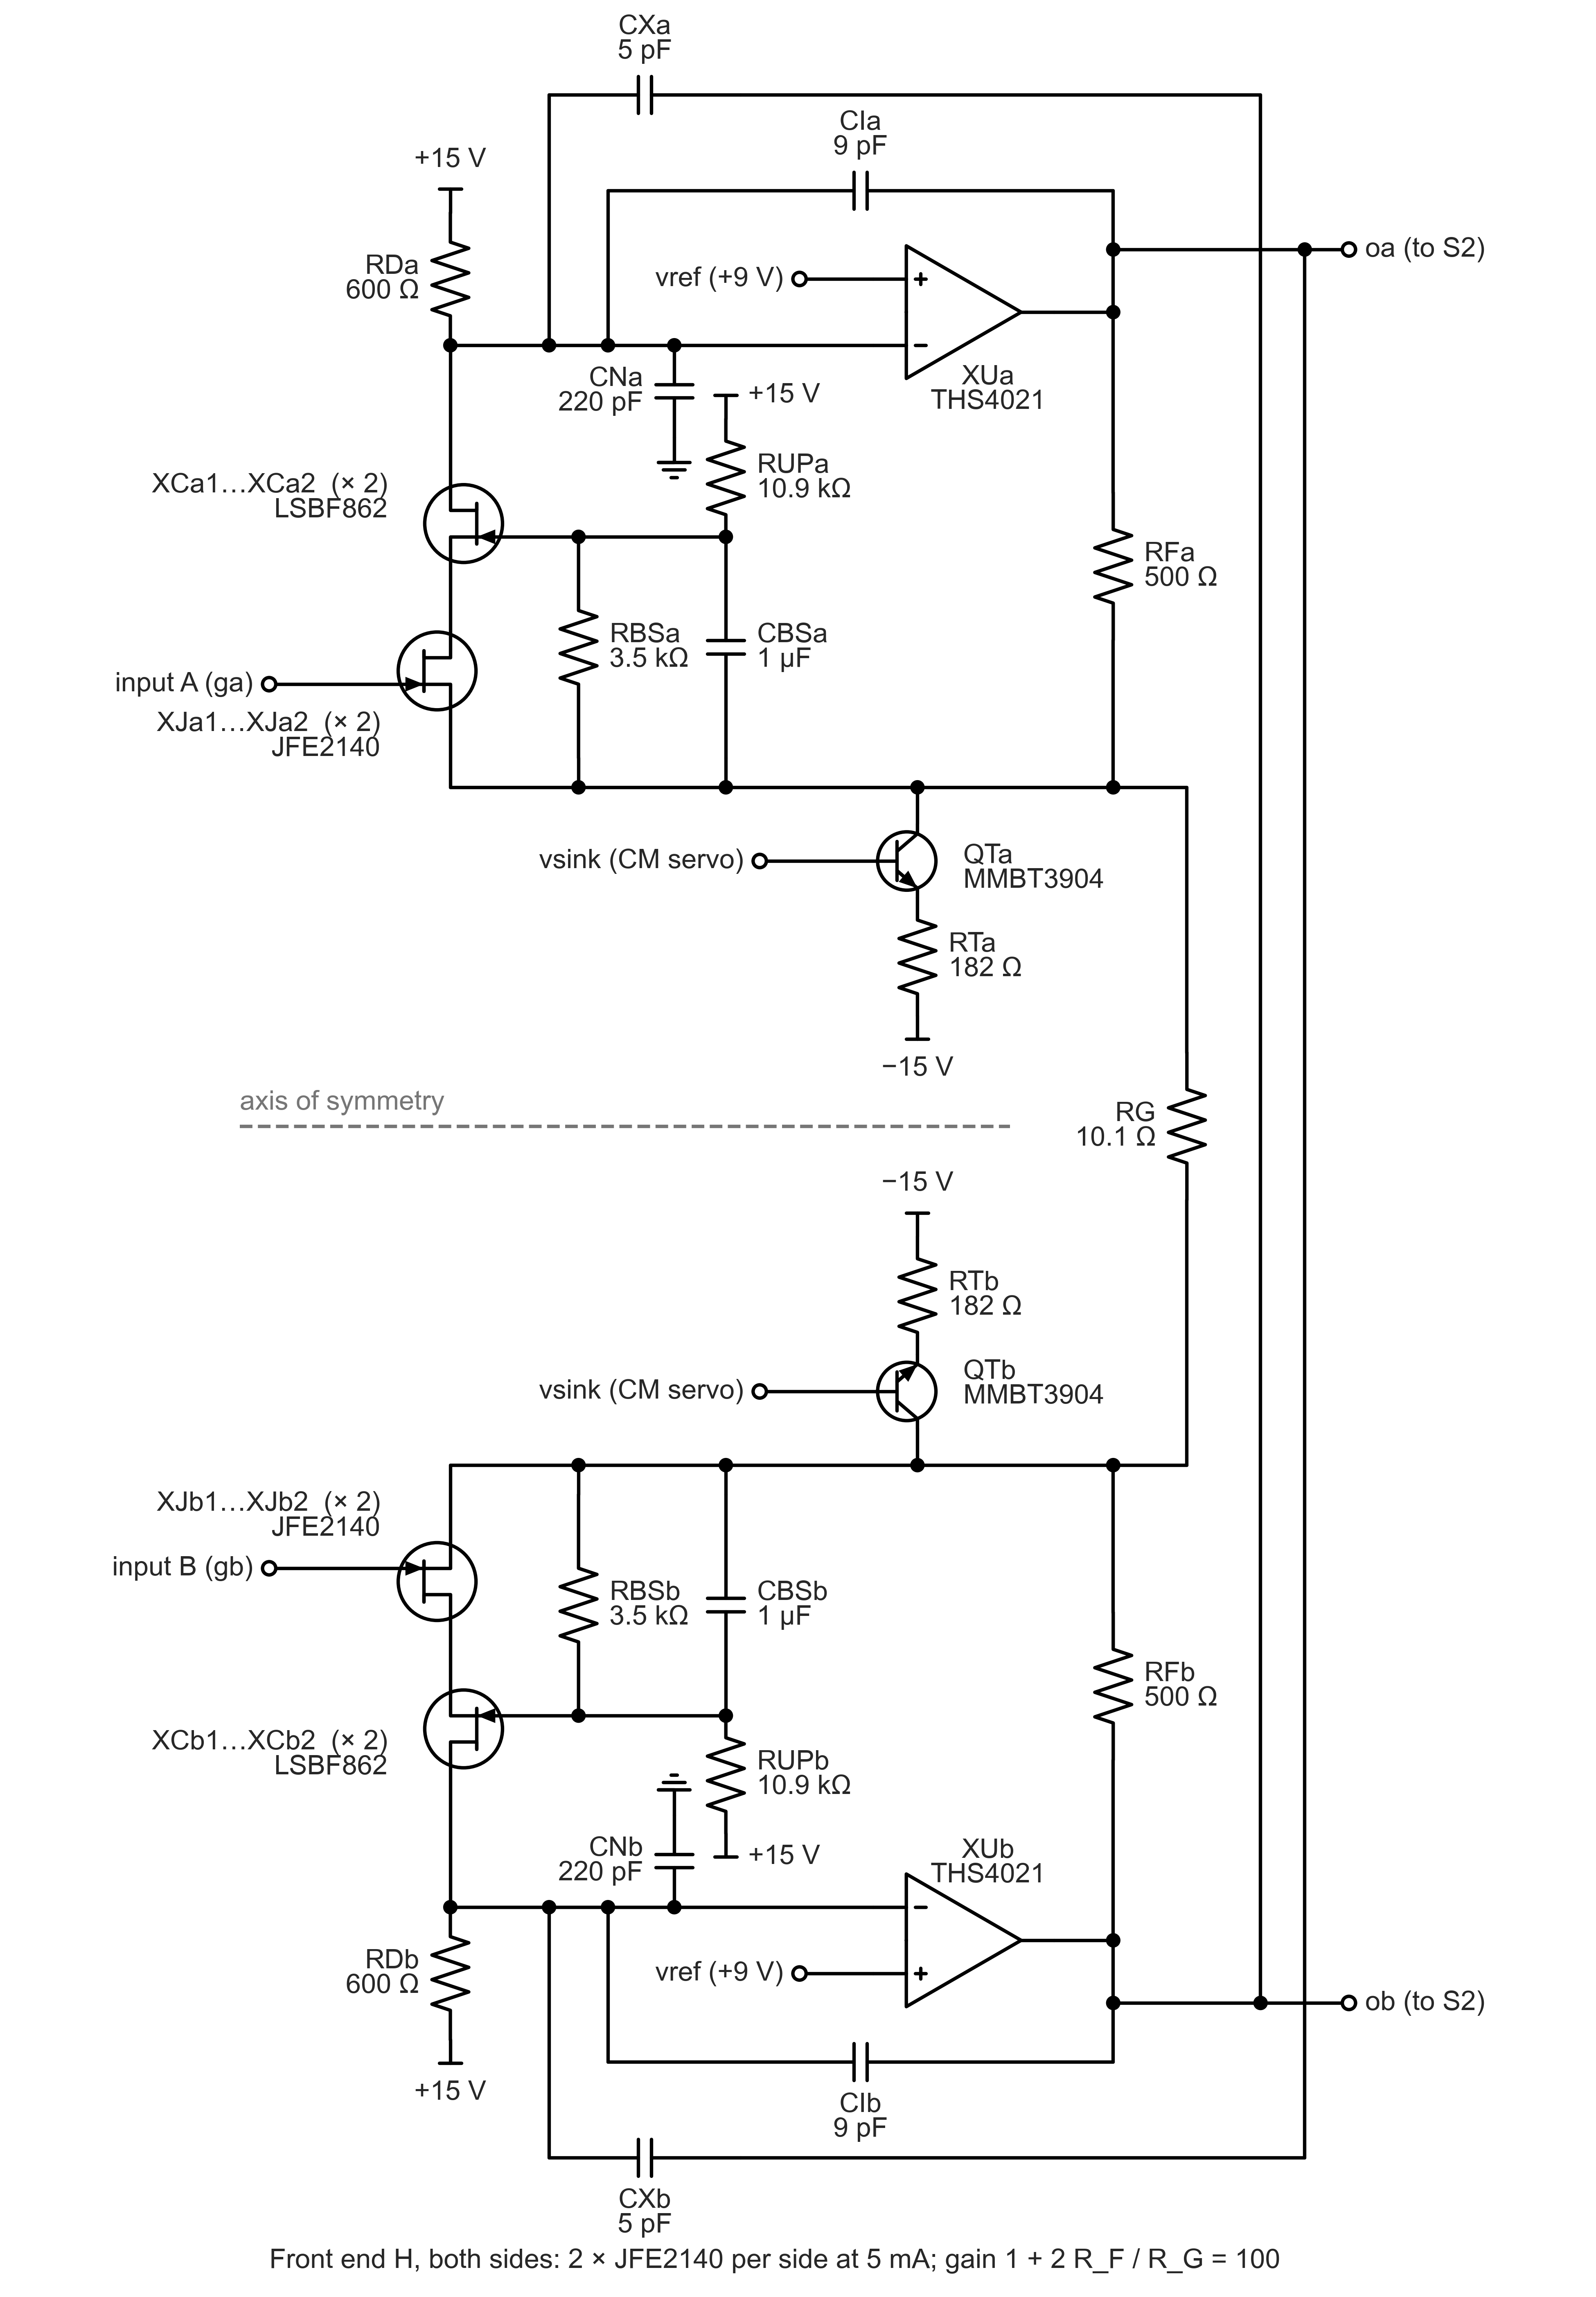 CXa
5 pF
CIa
9 pF
+15 V
RDa
600 Ω
vref (+9 V)
+
−
oa (to S2)
XUa
THS4021
CNa
220 pF
+15 V
RUPa
10.9 kΩ
XCa1…XCa2 (× 2)
LSBF862
RFa
500 Ω
RBSa
3.5 kΩ
CBSa
1 µF
input A (ga)
XJa1…XJa2 (× 2)
JFE2140
vsink (CM servo)
QTa
MMBT3904
RTa
182 Ω
−15 V
axis of symmetry
RG
10.1 Ω
−15 V
RTb
182 Ω
vsink (CM servo)
QTb
MMBT3904
XJb1…XJb2 (× 2)
JFE2140
input B (gb)
RBSb
3.5 kΩ
CBSb
1 µF
RFb
500 Ω
XCb1…XCb2 (× 2)
LSBF862
RUPb
10.9 kΩ
+15 V
CNb
220 pF
XUb
THS4021
−
+
RDb
600 Ω
vref (+9 V)
ob (to S2)
+15 V
CIb
9 pF
CXb
5 pF
Front end H, both sides: 2 × JFE2140 per side at 5 mA; gain 1 + 2 R_F / R_G = 100